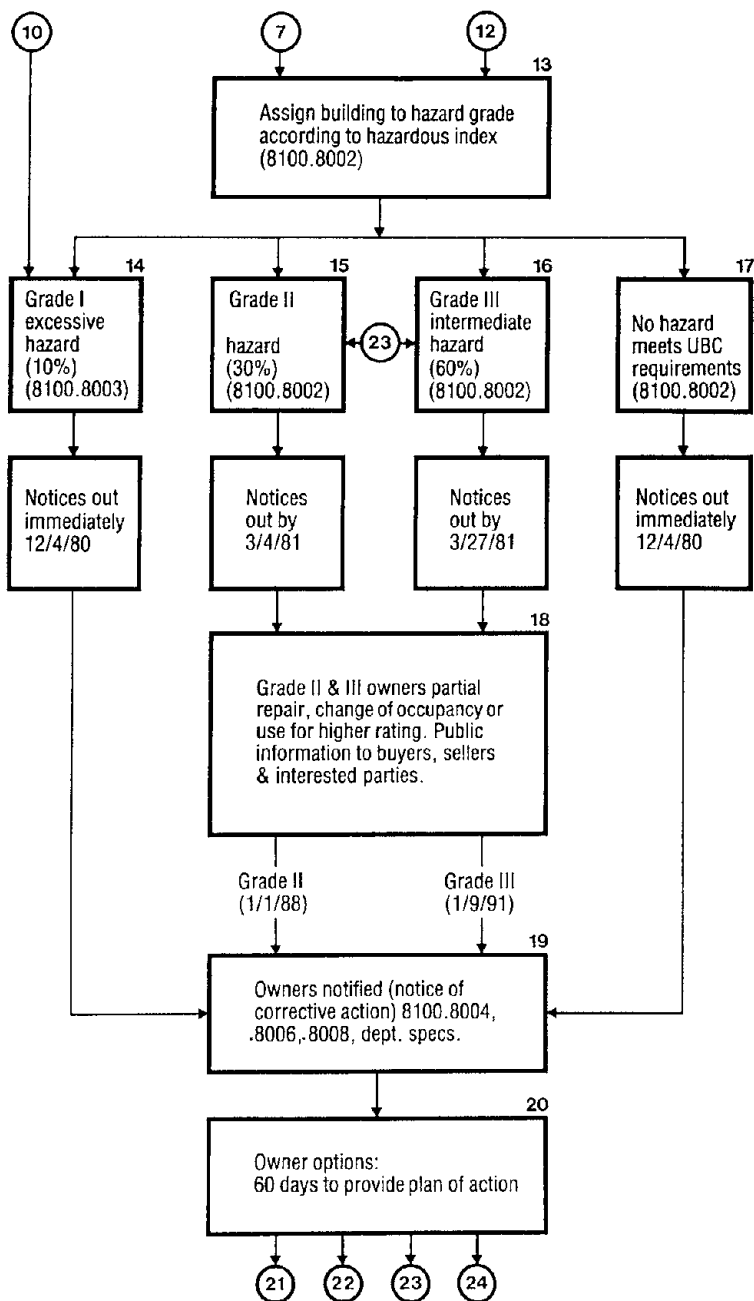 10
7
12
13
Assign building to hazard grade
according to hazardous index
(8100.8002)
14
Grade I
excessive
hazard
(10%)
(8100.8003)
15
Grade II
hazard
(30%)
(8100.8002)
23
16
Grade III
intermediate
hazard
(60%)
(8100.8002)
17
No hazard
meets UBC
requirements
(8100.8002)
Notices out
immediately
12/4/80
Notices
out by
3/4/81
Notices
out by
3/27/81
Notices out
immediately
12/4/80
18
Grade II & III owners partial
repair, change of occupancy or
use for higher rating. Public
information to buyers, sellers
& interested parties.
Grade II
(1/1/88)
Grade III
(1/9/91)
19
Owners notified (notice of
corrective action) 8100.8004,
.8006,.8008, dept. specs.
20
Owner options:
60 days to provide plan of action
21
22
23
24